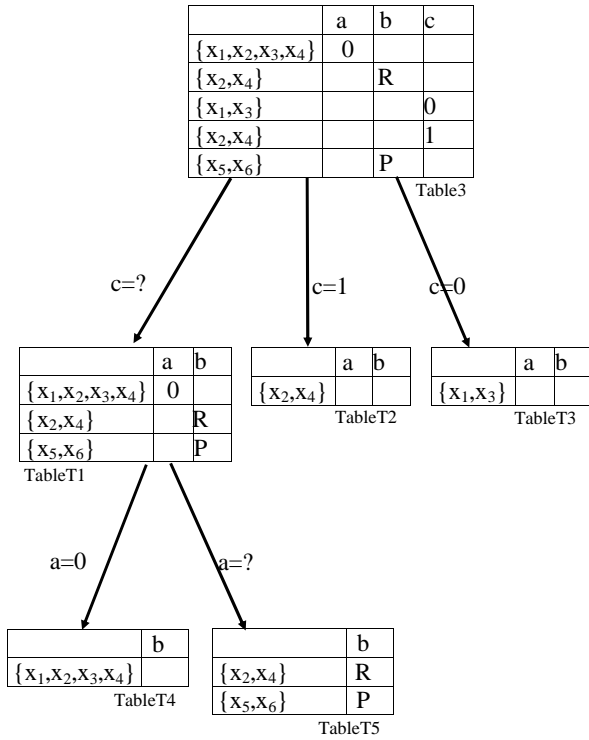 a b c
{x₁,x₂,x₃,x₄} 0
{x₂,x₄} R
{x₁,x₃} 0
{x₂,x₄} 1
{x₅,x₆} P
Table3
c=? c=1 c=0
a b
{x₁,x₂,x₃,x₄} 0
{x₂,x₄} R
{x₅,x₆} P
TableT1
a b
{x₂,x₄}
TableT2
a b
{x₁,x₃}
TableT3
a=0 a=?
b
{x₁,x₂,x₃,x₄}
TableT4
b
{x₂,x₄} R
{x₅,x₆} P
TableT5